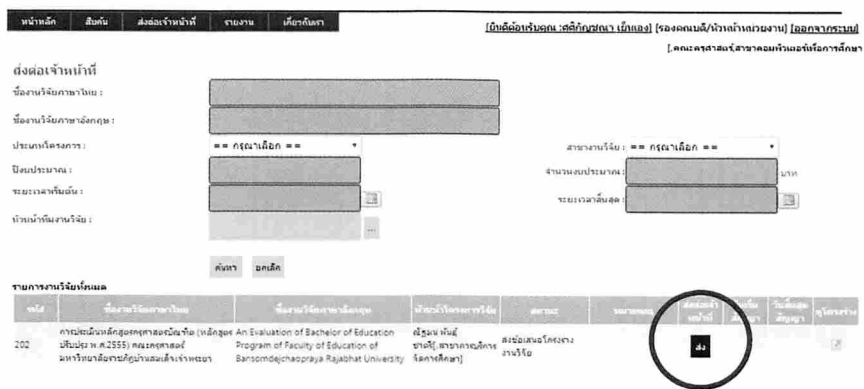 หน้าหลัก สืบค้น ส่งต่อเจ้าหน้าที่ รายงาน เกี่ยวกับเรา
[ยินดีต้อนรับคุณ :ศศิกัญชณา เย็นเอง] [รองคณบดี/หัวหน้าหน่วยงาน] [ออกจากระบบ]
[,คณะครุศาสตร์,สาขาคอมพิวเตอร์เพื่อการศึกษา
ส่งต่อเจ้าหน้าที่
ชื่องานวิจัยภาษาไทย :
ชื่องานวิจัยภาษาอังกฤษ :
ประเภทโครงการ : == กรุณาเลือก == สาขางานวิจัย : == กรุณาเลือก ==
ปีงบประมาณ : จำนวนงบประมาณ : บาท
ระยะเวลาเริ่มต้น : ระยะเวลาสิ้นสุด :
หัวหน้าทีมงานวิจัย : ...
ค้นหา ยกเลิก
รายการงานวิจัยทั้งหมด
รหัส ชื่องานวิจัยภาษาไทย ชื่องานวิจัยภาษาอังกฤษ หัวหน้าโครงการวิจัย สถานะ หมายเหตุ ส่งต่อเจ้า วันเริ่ม วันสิ้นสุด ดูโครงร่าง
หน้าที่ สัญญา สัญญา
การประเมินหลักสูตรครุศาสตรบัณฑิต (หลักสูตร An Evaluation of Bachelor of Education
202 ปรับปรุง พ.ศ.2555) คณะครุศาสตร์ Program of Faculty of Education of ส่งข้อเสนอโครงร่าง ส่ง
มหาวิทยาลัยราชภัฏบ้านสมเด็จเจ้าพระยา Bansomdejchaopraya Rajabhat University จัดการศึกษา] งานวิจัย